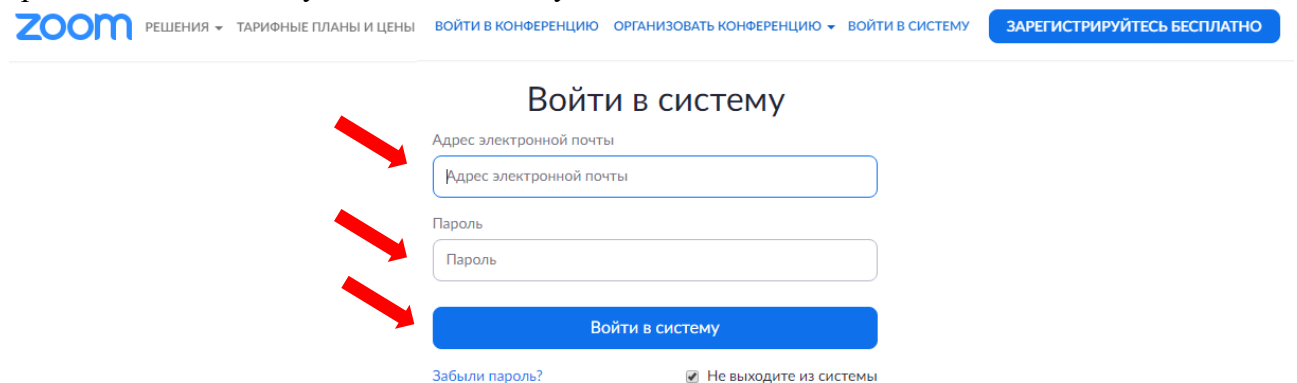 zoom РЕШЕНИЯ ТАРИФНЫЕ ПЛАНЫ И ЦЕНЫ ВОЙТИ В КОНФЕРЕНЦИЮ ОРГАНИЗОВАТЬ КОНФЕРЕНЦИЮ ВОЙТИ В СИСТЕМУ ЗАРЕГИСТРИРУЙТЕСЬ БЕСПЛАТНО
Войти в систему
Адрес электронной почты
Адрес электронной почты
Пароль
Пароль
Войти в систему
Забыли пароль? Не выходите из системы